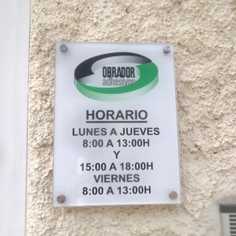 OBRADOR
HORARIO
LUNES A JUEVES
8:00 A 13:00H
Y
15:00 A 18:00H
VIERNES
8:00 A 13:00H